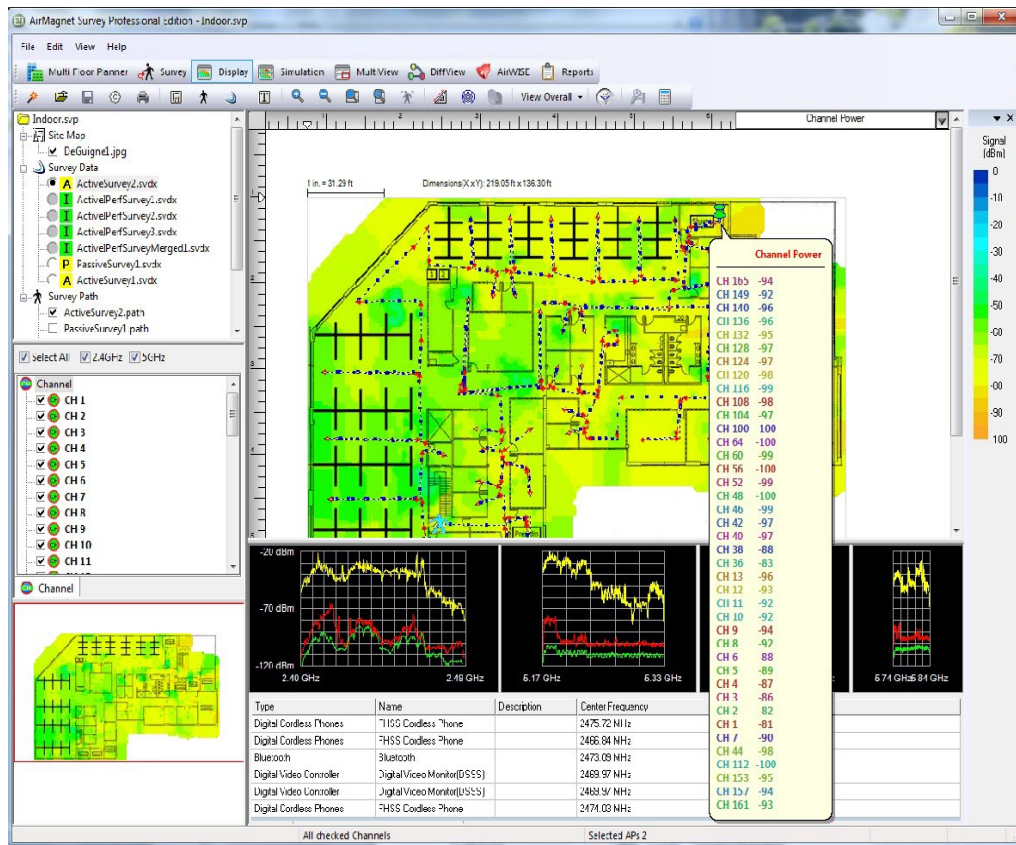 AirMagnet Survey Professional Edition - Indoor.svp
File Edit View Help
Multi Floor Planner Survey Display Simulation MultiView DiffView AirWISE Reports
View Overall
Indoor.svp
Site Map
DeGuigne1.jpg
Survey Data
A ActiveSurvey2.svdx
I ActiveIPerfSurvey1.svdx
I ActiveIPerfSurvey2.svdx
I ActiveIPerfSurvey3.svdx
I ActiveIPerfSurveyMerged1.svdx
P PassiveSurvey1.svdx
A ActiveSurvey1.svdx
Survey Path
ActiveSurvey2.path
PassiveSurvey1.path
Select All 2.4GHz 5GHz
Channel
CH 1
CH 2
CH 3
CH 4
CH 5
CH 6
CH 7
CH 8
CH 9
CH 10
CH 11
Channel
Channel Power
1 in. = 31.29 ft
Dimensions(X x Y): 219.05 ft x 136.30 ft
Signal
(dBm)
0
-10
-20
-30
-40
-50
-60
-70
-90
100
Channel Power
CH 165 -94
CH 149 -92
CH 140 -96
CH 136 -96
CH 132 -95
CH 128 -97
CH 124 -97
CH 120 -98
CH 116 -99
CH 108 -98
CH 104 -97
CH 100 100
CH 64 -100
CH 60 -99
CH 56 -100
CH 52 -99
CH 48 -100
CH 46 -99
CH 42 -97
CH 40 -97
CH 38 -88
CH 36 -83
CH 13 -96
CH 12 -93
CH 11 -92
CH 10 -92
CH 9 -94
CH 8 -92
CH 6 88
CH 5 -89
CH 4 -87
CH 3 -86
CH 2 82
CH 1 -81
CH 7 -90
CH 44 -98
CH 112 -100
CH 153 -95
CH 157 -94
CH 161 -93
-20 dBm
-70 dBm
-120 dBm
2.40 GHz 2.49 GHz
5.17 GHz 5.33 GHz
5.74 GHz 5.84 GHz
Type Name Description Center Frequency
Digital Cordless Phones FHSS Cordless Phone 2475.72 MHz
Digital Cordless Phones FHSS Cordless Phone 2466.84 MHz
Bluetooth Bluetooth 2473.09 MHz
Digital Video Controller Digital Video Monitor(DSSS) 2469.97 MHz
Digital Video Controller Digital Video Monitor(DSSS) 2469.97 MHz
Digital Cordless Phones FHSS Cordless Phone 2474.03 MHz
All checked Channels Selected APs 2